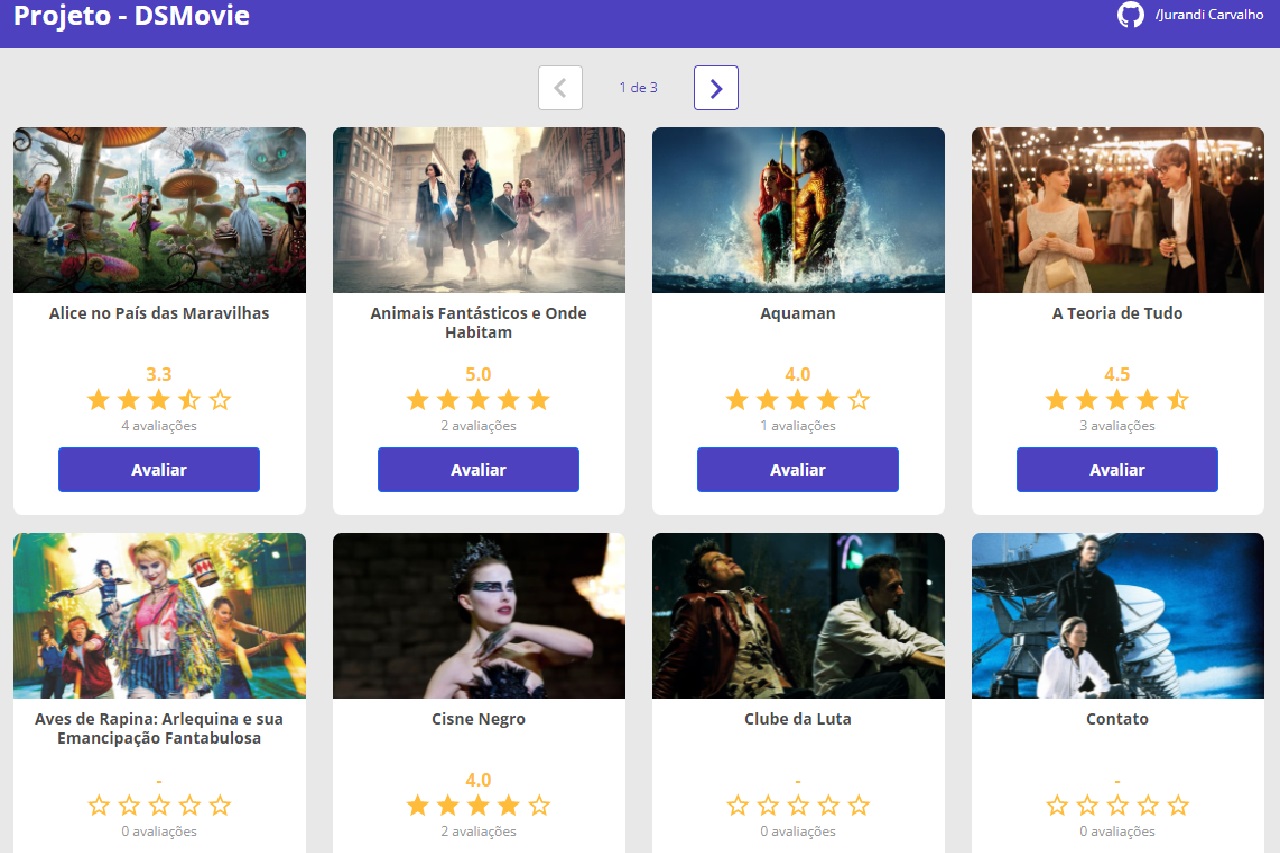 Projeto - DSMovie
/Jurandi Carvalho
1 de 3
Alice no País das Maravilhas
3.3
4 avaliações
Avaliar
Animais Fantásticos e Onde
Habitam
5.0
2 avaliações
Avaliar
Aquaman
4.0
1 avaliações
Avaliar
A Teoria de Tudo
4.5
3 avaliações
Avaliar
Aves de Rapina: Arlequina e sua
Emancipação Fantabulosa
-
0 avaliações
Cisne Negro
4.0
2 avaliações
Clube da Luta
-
0 avaliações
Contato
-
0 avaliações